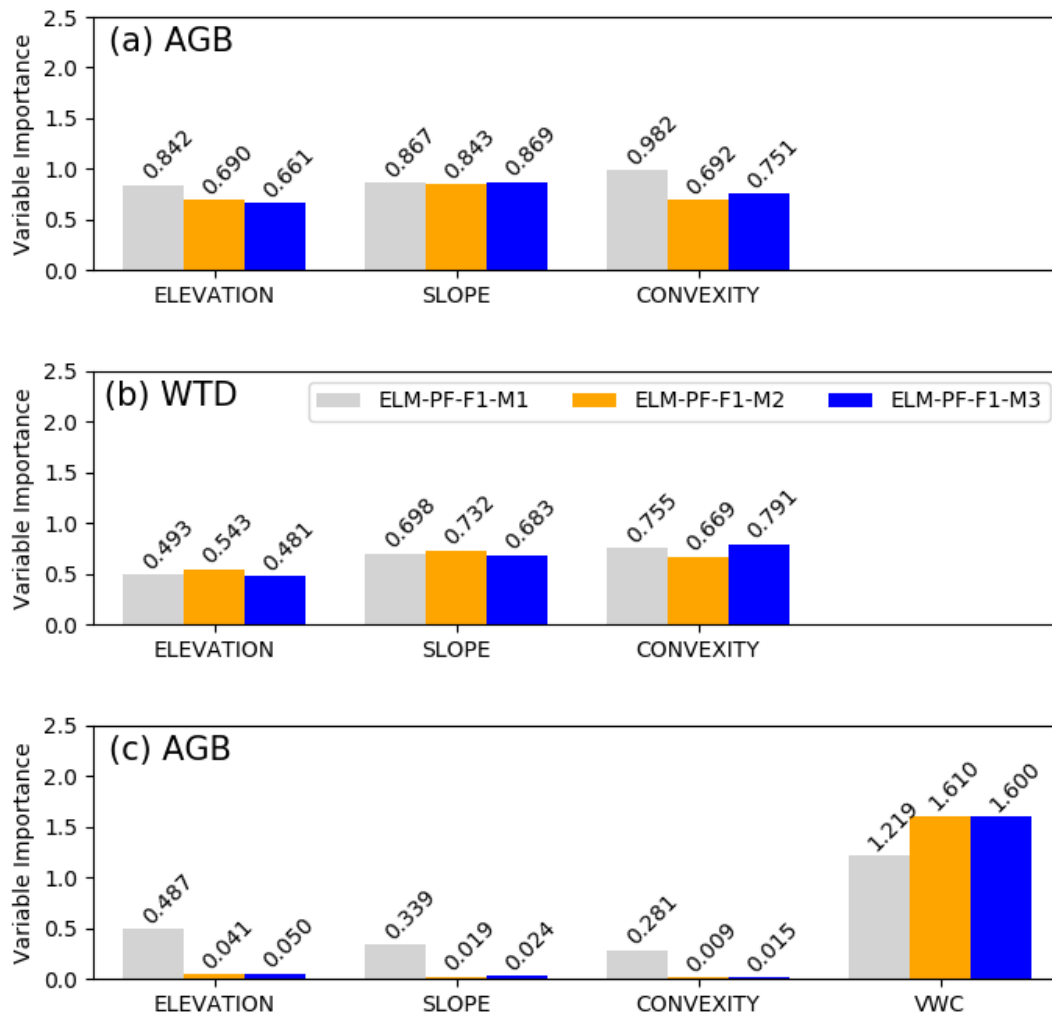 (a) AGB
Variable Importance
2.5
2.0
1.5
1.0
0.5
0.0
0.842
0.690
0.661
0.867
0.843
0.869
0.982
0.692
0.751
ELEVATION
SLOPE
CONVEXITY
(b) WTD
ELM-PF-F1-M1
ELM-PF-F1-M2
ELM-PF-F1-M3
Variable Importance
2.5
2.0
1.5
1.0
0.5
0.0
0.493
0.543
0.481
0.698
0.732
0.683
0.755
0.669
0.791
ELEVATION
SLOPE
CONVEXITY
(c) AGB
Variable Importance
2.5
2.0
1.5
1.0
0.5
0.0
0.487
0.041
0.050
0.339
0.019
0.024
0.281
0.009
0.015
1.219
1.610
1.600
ELEVATION
SLOPE
CONVEXITY
VWC